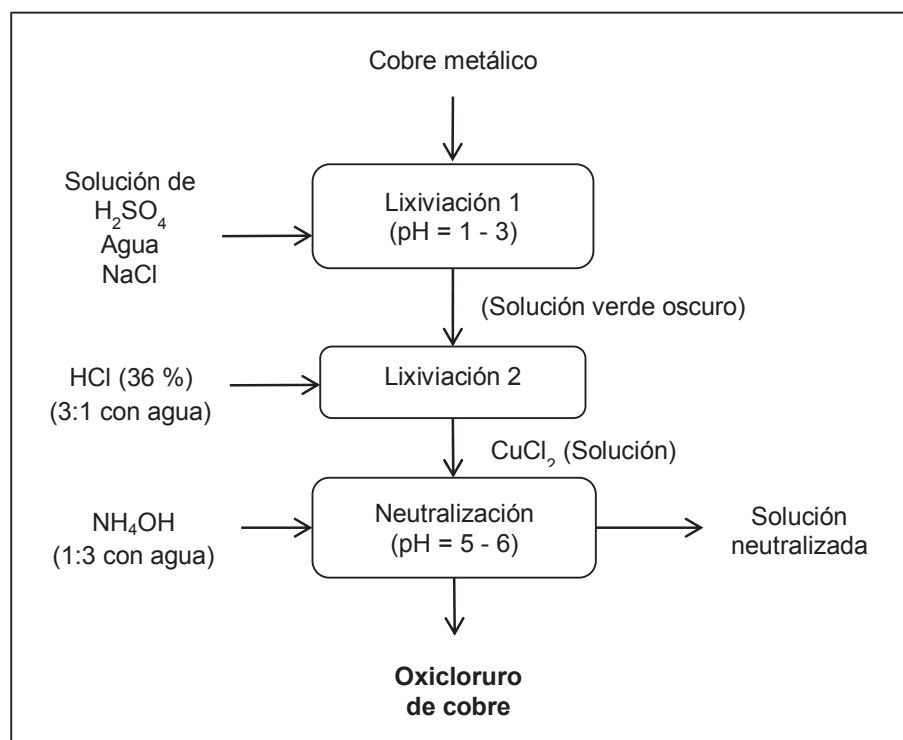 Cobre metálico
Solución de
H₂SO₄
Agua
NaCl
Lixiviación 1
(pH = 1 - 3)
(Solución verde oscuro)
HCl (36 %)
(3:1 con agua)
Lixiviación 2
CuCl₂ (Solución)
NH₄OH
(1:3 con agua)
Neutralización
(pH = 5 - 6)
Solución
neutralizada
Oxicloruro
de cobre